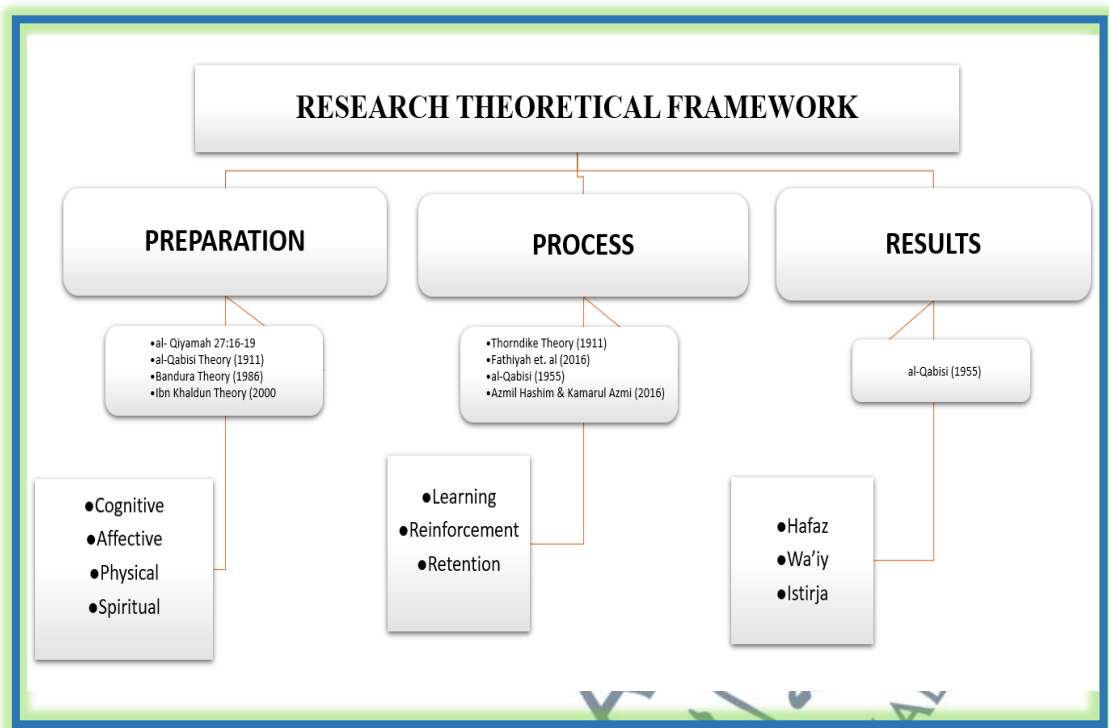 RESEARCH THEORETICAL FRAMEWORK
PREPARATION
•al- Qiyamah 27:16-19
•al-Qabisi Theory (1911)
•Bandura Theory (1986)
•Ibn Khaldun Theory (2000
●Cognitive
●Affective
●Physical
●Spiritual
PROCESS
•Thorndike Theory (1911)
•Fathiyah et. al (2016)
•al-Qabisi (1955)
•Azmil Hashim & Kamarul Azmi (2016)
●Learning
●Reinforcement
●Retention
RESULTS
al-Qabisi (1955)
●Hafaz
●Wa’iy
●Istirja